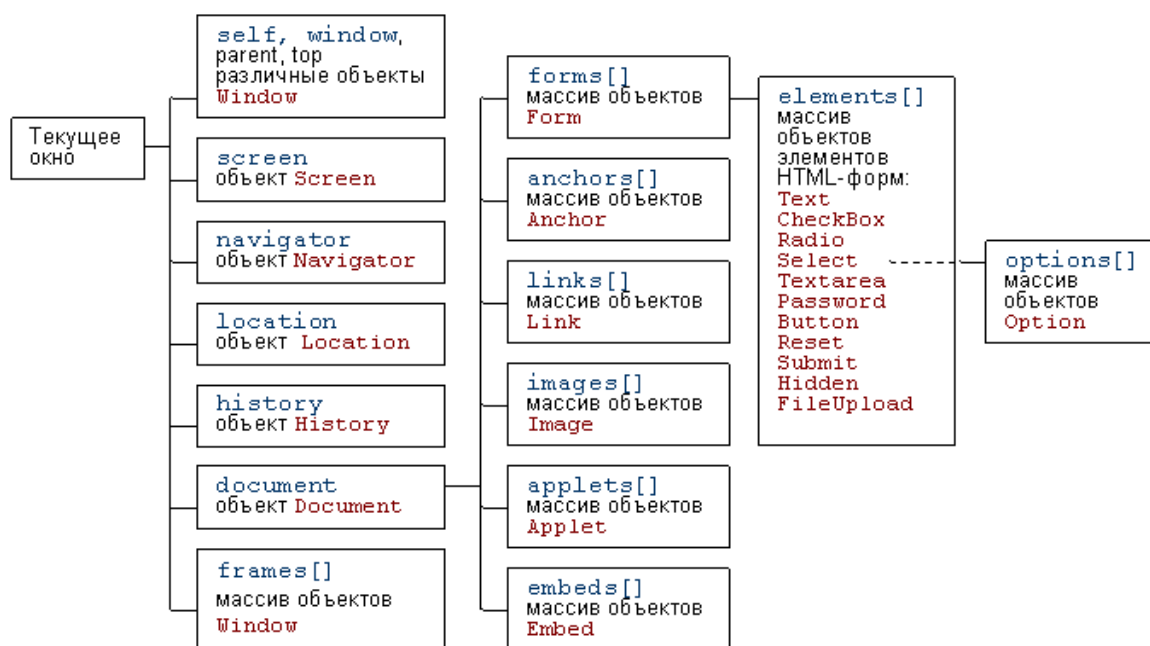 Текущее
окно
self, window,
parent, top
различные объекты
Window
screen
объект Screen
navigator
объект Navigator
location
объект Location
history
объект History
document
объект Document
frames[]
массив объектов
Window
forms[]
массив объектов
Form
anchors[]
массив объектов
Anchor
links[]
массив объектов
Link
images[]
массив объектов
Image
applets[]
массив объектов
Applet
embeds[]
массив объектов
Embed
elements[]
массив
объектов
элементов
HTML-форм:
Text
CheckBox
Radio
Select
Textarea
Password
Button
Reset
Submit
Hidden
FileUpload
options[]
массив
объектов
Option